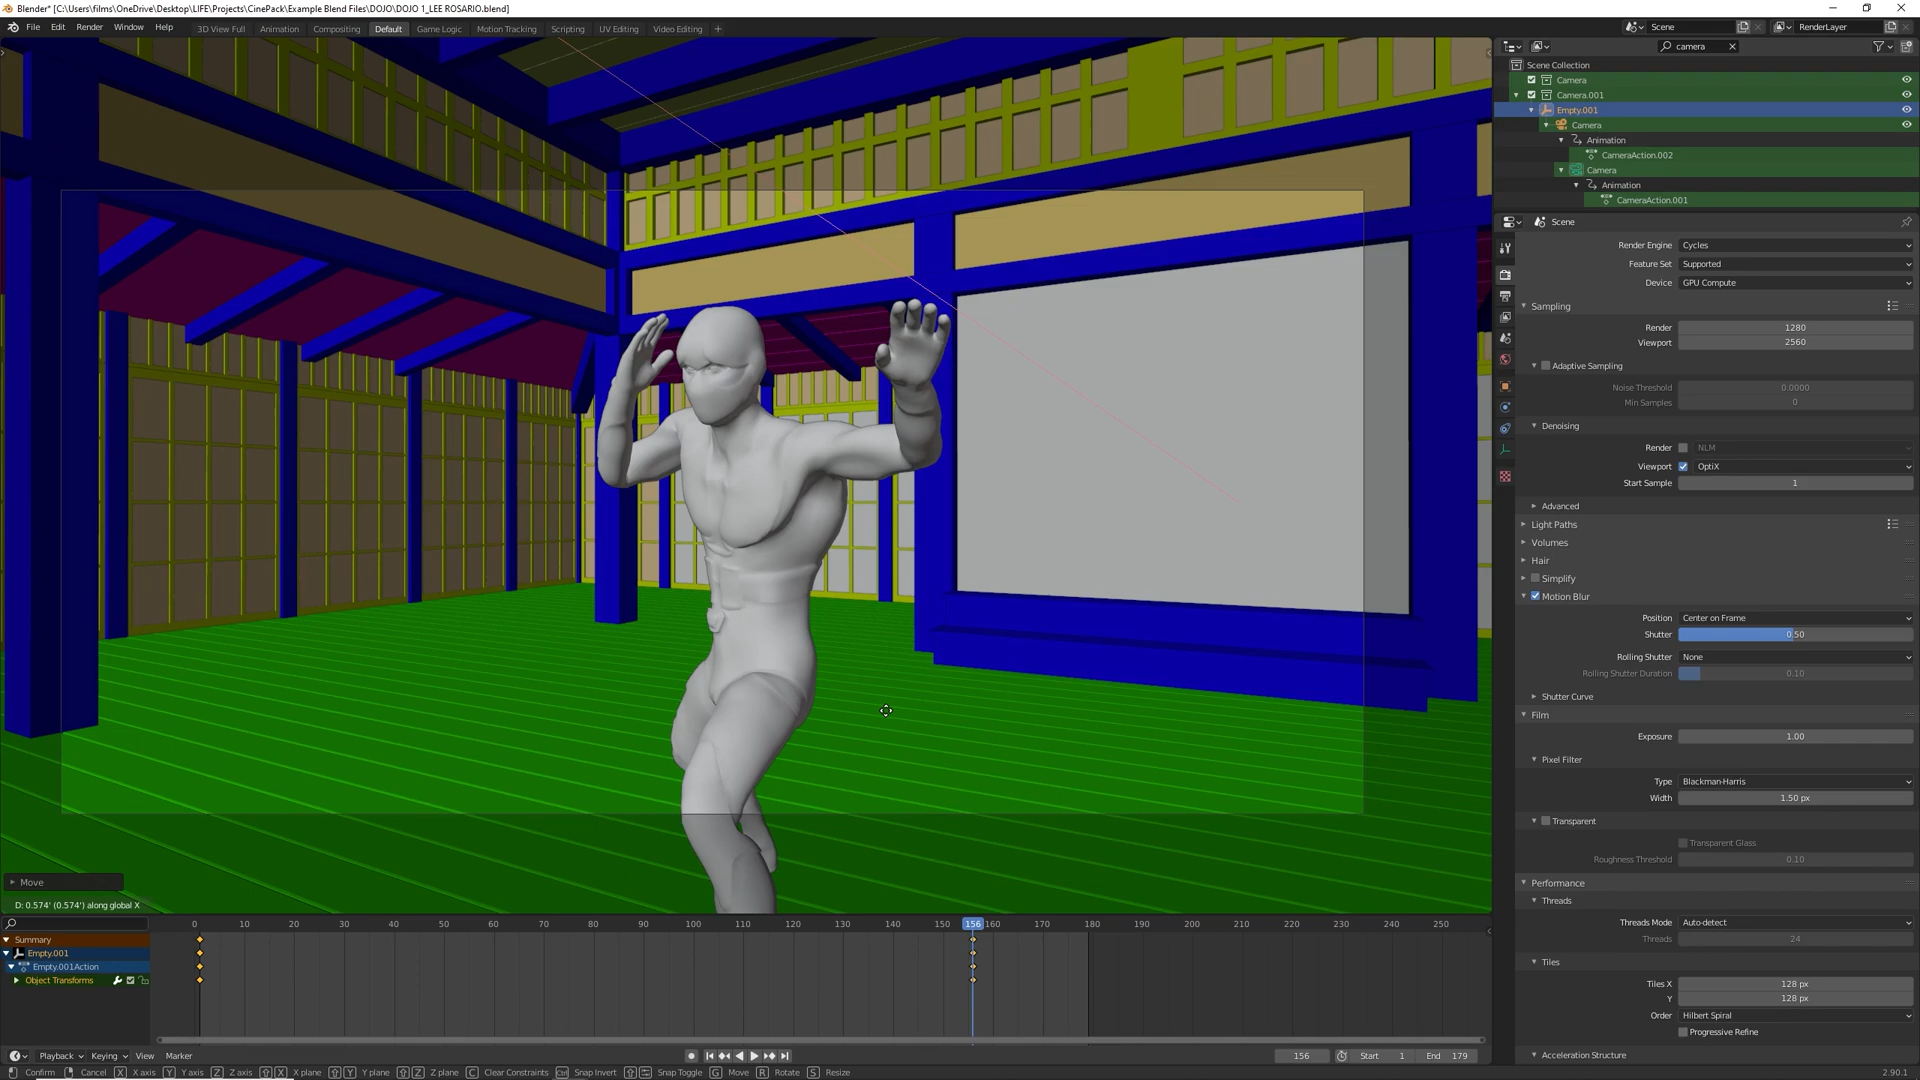 Blender* [C:\Users\films\OneDrive\Desktop\LIFE\Projects\CinePack\Example Blend Files\DOJO\DOJO 1_LEE ROSARIO.blend]
File Edit Render Window Help 3D View Full Animation Compositing Default Game Logic Motion Tracking Scripting UV Editing Video Editing + Scene RenderLayer
camera
Scene Collection
Camera
Camera.001
Empty.001
Camera
Animation
CameraAction.002
Camera
Animation
CameraAction.001
Scene
Render Engine Cycles
Feature Set Supported
Device GPU Compute
Sampling
Render 1280
Viewport 2560
Adaptive Sampling
Noise Threshold 0.0000
Min Samples 0
Denoising
Render NLM
Viewport OptiX
Start Sample 1
Advanced
Light Paths
Volumes
Hair
Simplify
Motion Blur
Position Center on Frame
Shutter 0.50
Rolling Shutter None
Rolling Shutter Duration 0.10
Shutter Curve
Film
Exposure 1.00
Pixel Filter
Type Blackman-Harris
Width 1.50 px
Transparent
Transparent Glass
Roughness Threshold 0.10
Performance
Threads
Threads Mode Auto-detect
Threads 24
Tiles
Tiles X 128 px
Y 128 px
Order Hilbert Spiral
Progressive Refine
Acceleration Structure
Move
D: 0.574' (0.574') along global X
0 10 20 30 40 50 60 70 80 90 100 110 120 130 140 150 156 160 170 180 190 200 210 220 230 240 250
Summary
Empty.001
Empty.001Action
Object Transforms
Playback Keying View Marker 156 Start 1 End 179
Confirm Cancel X X axis Y Y axis Z Z axis X X plane Y Y plane Z Z plane C Clear Constraints Ctrl Snap Invert Snap Toggle G Move R Rotate S Resize 2.90.1